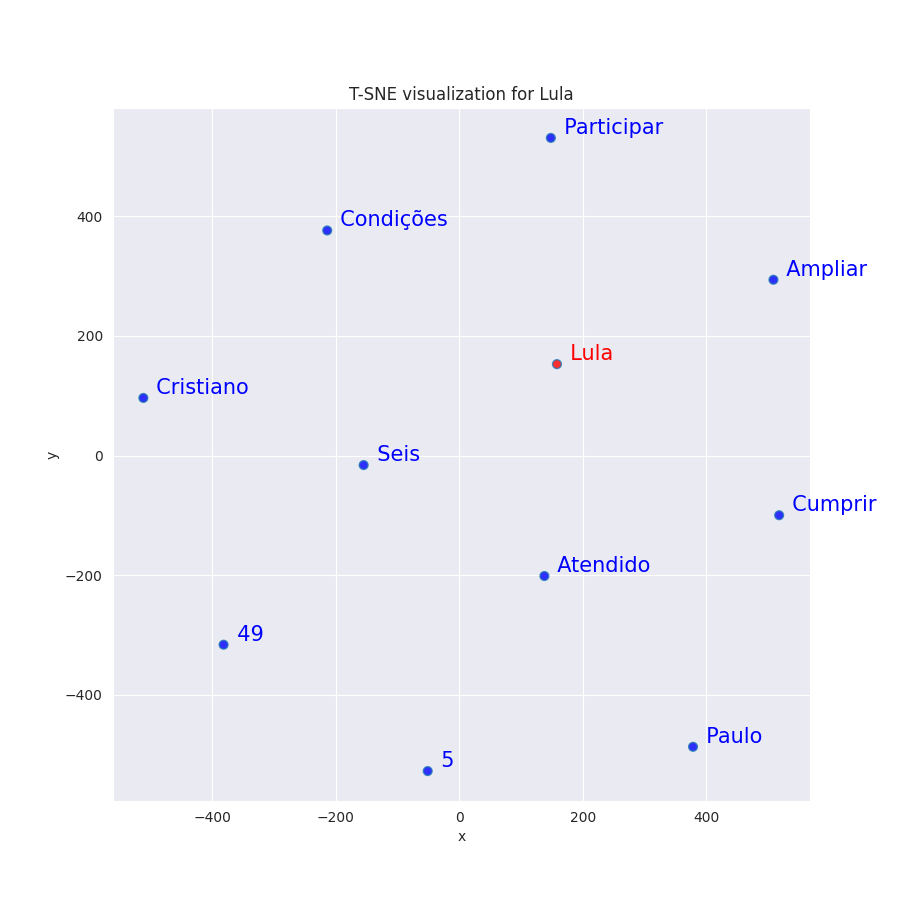 T-SNE visualization for Lula
Participar
Condições
400
Ampliar
200
Lula
Cristiano
Seis
0
y
Cumprir
Atendido
−200
49
−400
Paulo
5
−400 −200 0 200 400
x